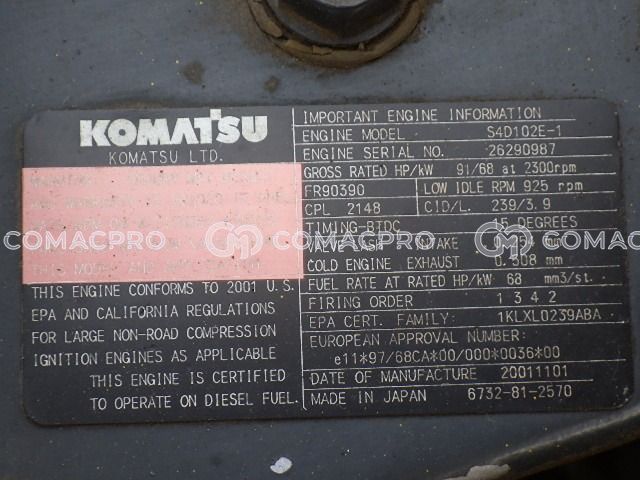 KOMATSU
KOMATSU LTD.
THIS ENGINE CONFORMS TO 2001 U.S.
EPA AND CALIFORNIA REGULATIONS
FOR LARGE NON-ROAD COMPRESSION
IGNITION ENGINES AS APPLICABLE
THIS ENGINE IS CERTIFIED
TO OPERATE ON DIESEL FUEL.
IMPORTANT ENGINE INFORMATION
ENGINE MODEL S4D102E-1
ENGINE SERIAL NO. 26290987
GROSS RATED HP/kW 91/68 at 2300rpm
FR90390 LOW IDLE RPM 925 rpm
CPL 2148 CID/L. 239/3.9
TIMING-BTDC 15 DEGREES
INTAKE
COLD ENGINE EXHAUST 0.508 mm
FUEL RATE AT RATED HP/kW 68 mm3/st.
FIRING ORDER 1 3 4 2
EPA CERT. FAMILY: 1KLXL0239ABA
EUROPEAN APPROVAL NUMBER:
e11*97/68CA*00/000*0036*00
DATE OF MANUFACTURE 20011101
MADE IN JAPAN 6732-81-2570
COMACPRO COMACPRO COMACPRO